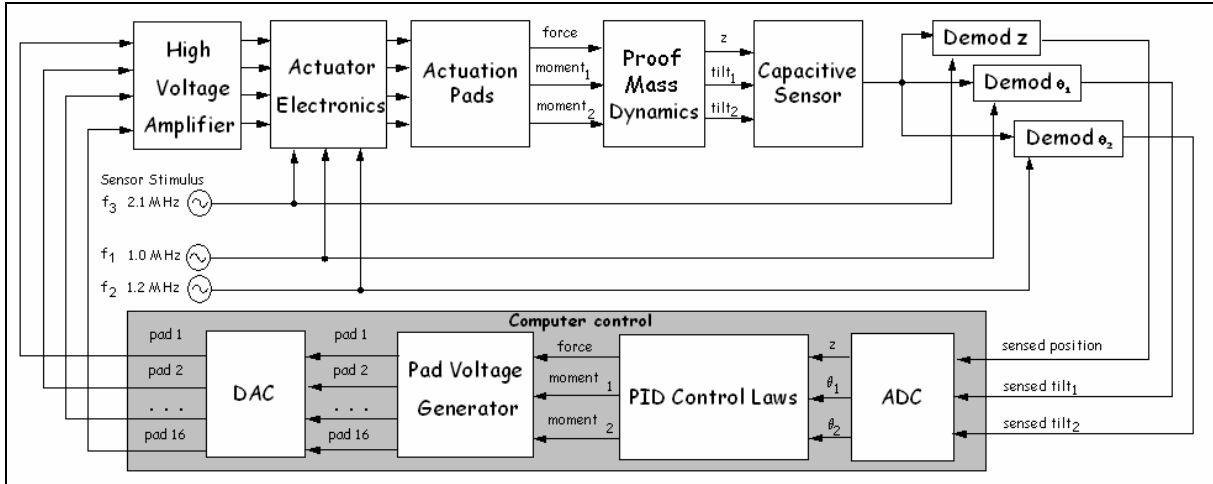 High
Voltage
Amplifier
Actuator
Electronics
Actuation
Pads
force
moment1
moment2
Proof
Mass
Dynamics
z
tilt1
tilt2
Capacitive
Sensor
Demod z
Demod θ1
Demod θ2
Sensor Stimulus
f3 2.1 MHz
f1 1.0 MHz
f2 1.2 MHz
Computer control
pad 1
pad 2
. . .
pad 16
DAC
pad 1
pad 2
. . .
pad 16
Pad Voltage
Generator
force
moment 1
moment 2
PID Control Laws
z
θ1
θ2
ADC
sensed position
sensed tilt1
sensed tilt2